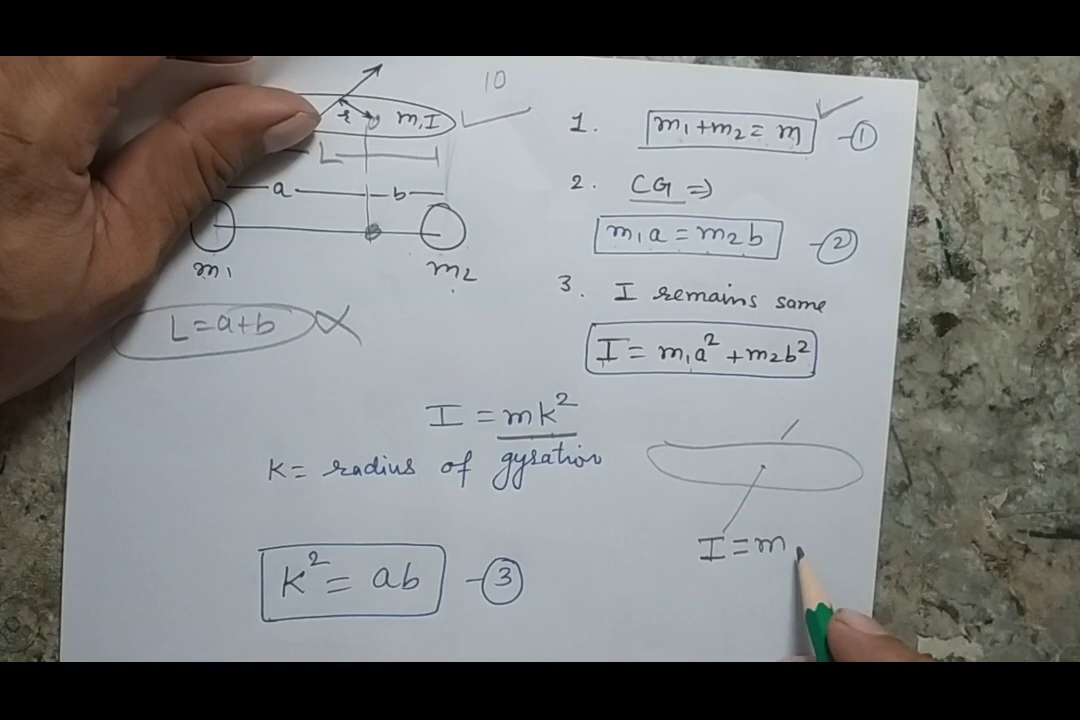 10
r m, I
L
a b
m₁ m₂
L = a+b
1. m₁ + m₂ = m -①
2. CG ⇒
m₁a = m₂b -②
3. I remains same
I = m₁a² + m₂b²
I = mk²
K = radius of gyration
K² = ab -③
I = m